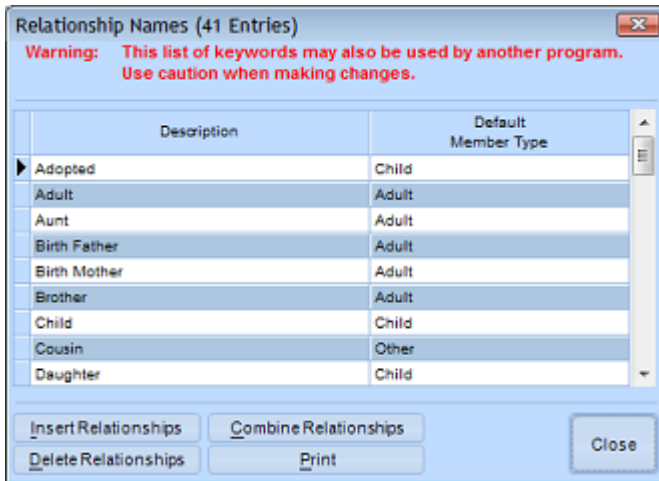 Relationship Names (41 Entries)
Warning: This list of keywords may also be used by another program.
Use caution when making changes.
Description Default
Member Type
Adopted Child
Adult Adult
Aunt Adult
Birth Father Adult
Birth Mother Adult
Brother Adult
Child Child
Cousin Other
Daughter Child
Insert Relationships Combine Relationships
Close
Delete Relationships Print